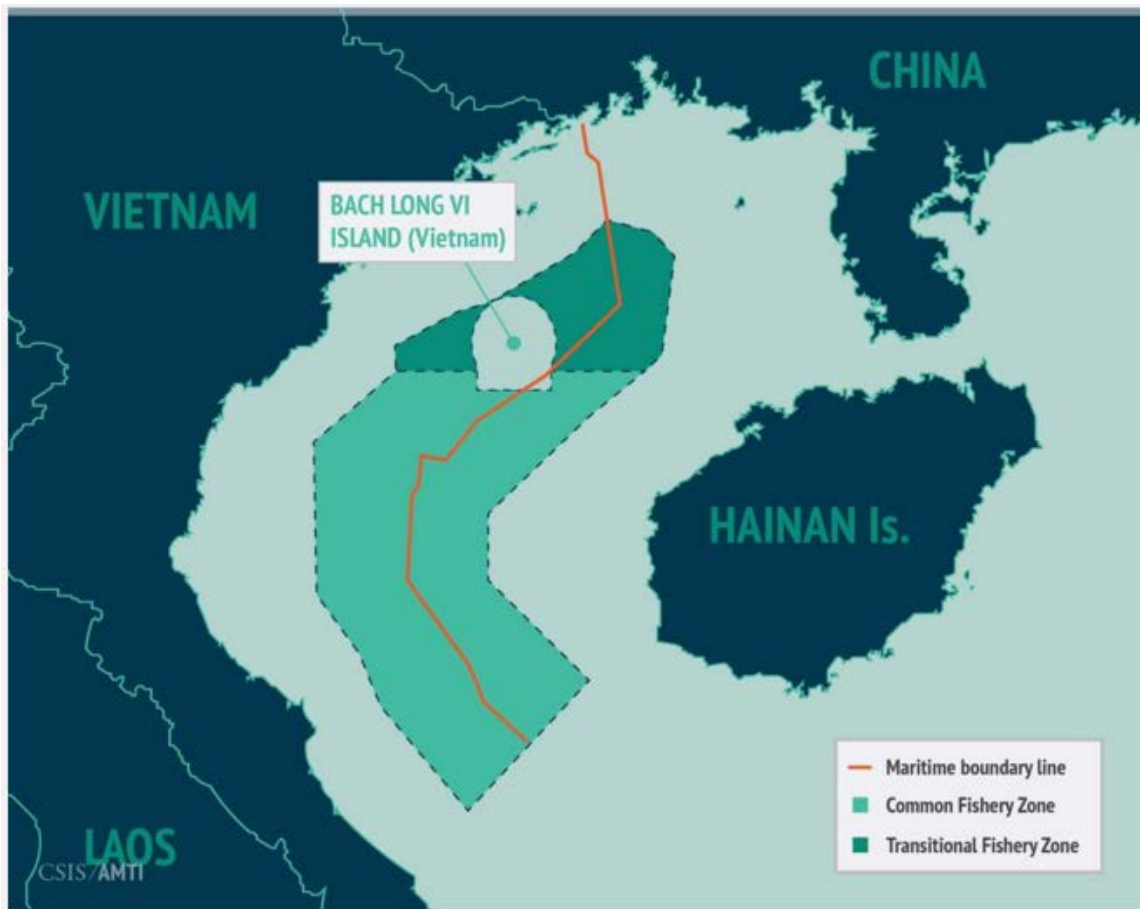 CHINA
VIETNAM
BACH LONG VI
ISLAND (Vietnam)
HAINAN Is.
Maritime boundary line
Common Fishery Zone
Transitional Fishery Zone
LAOS
CSIS/AMTI